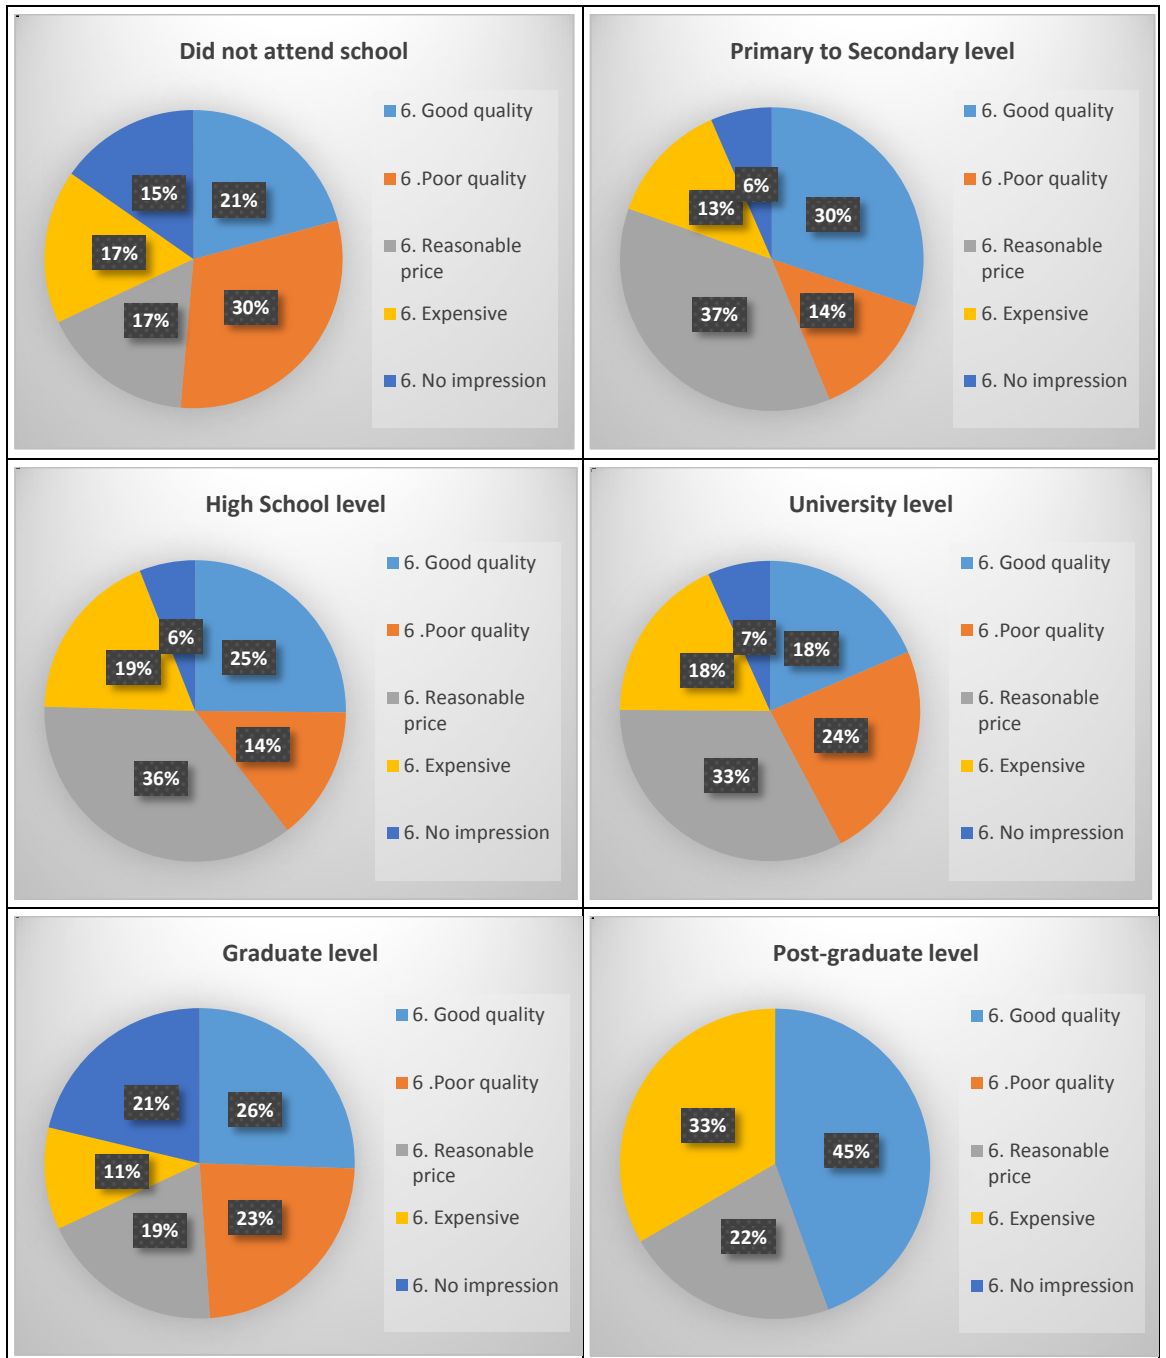 Did not attend school
6. Good quality
6 .Poor quality
6. Reasonable
price
6. Expensive
6. No impression
15%
21%
17%
30%
17%
Primary to Secondary level
6. Good quality
6 .Poor quality
6. Reasonable
price
6. Expensive
6. No impression
6%
13%
30%
37%
14%
High School level
6. Good quality
6 .Poor quality
6. Reasonable
price
6. Expensive
6. No impression
6%
25%
19%
14%
36%
University level
6. Good quality
6 .Poor quality
6. Reasonable
price
6. Expensive
6. No impression
7%
18%
18%
24%
33%
Graduate level
6. Good quality
6 .Poor quality
6. Reasonable
price
6. Expensive
6. No impression
21%
26%
11%
23%
19%
Post-graduate level
6. Good quality
6 .Poor quality
6. Reasonable
price
6. Expensive
6. No impression
33%
45%
22%